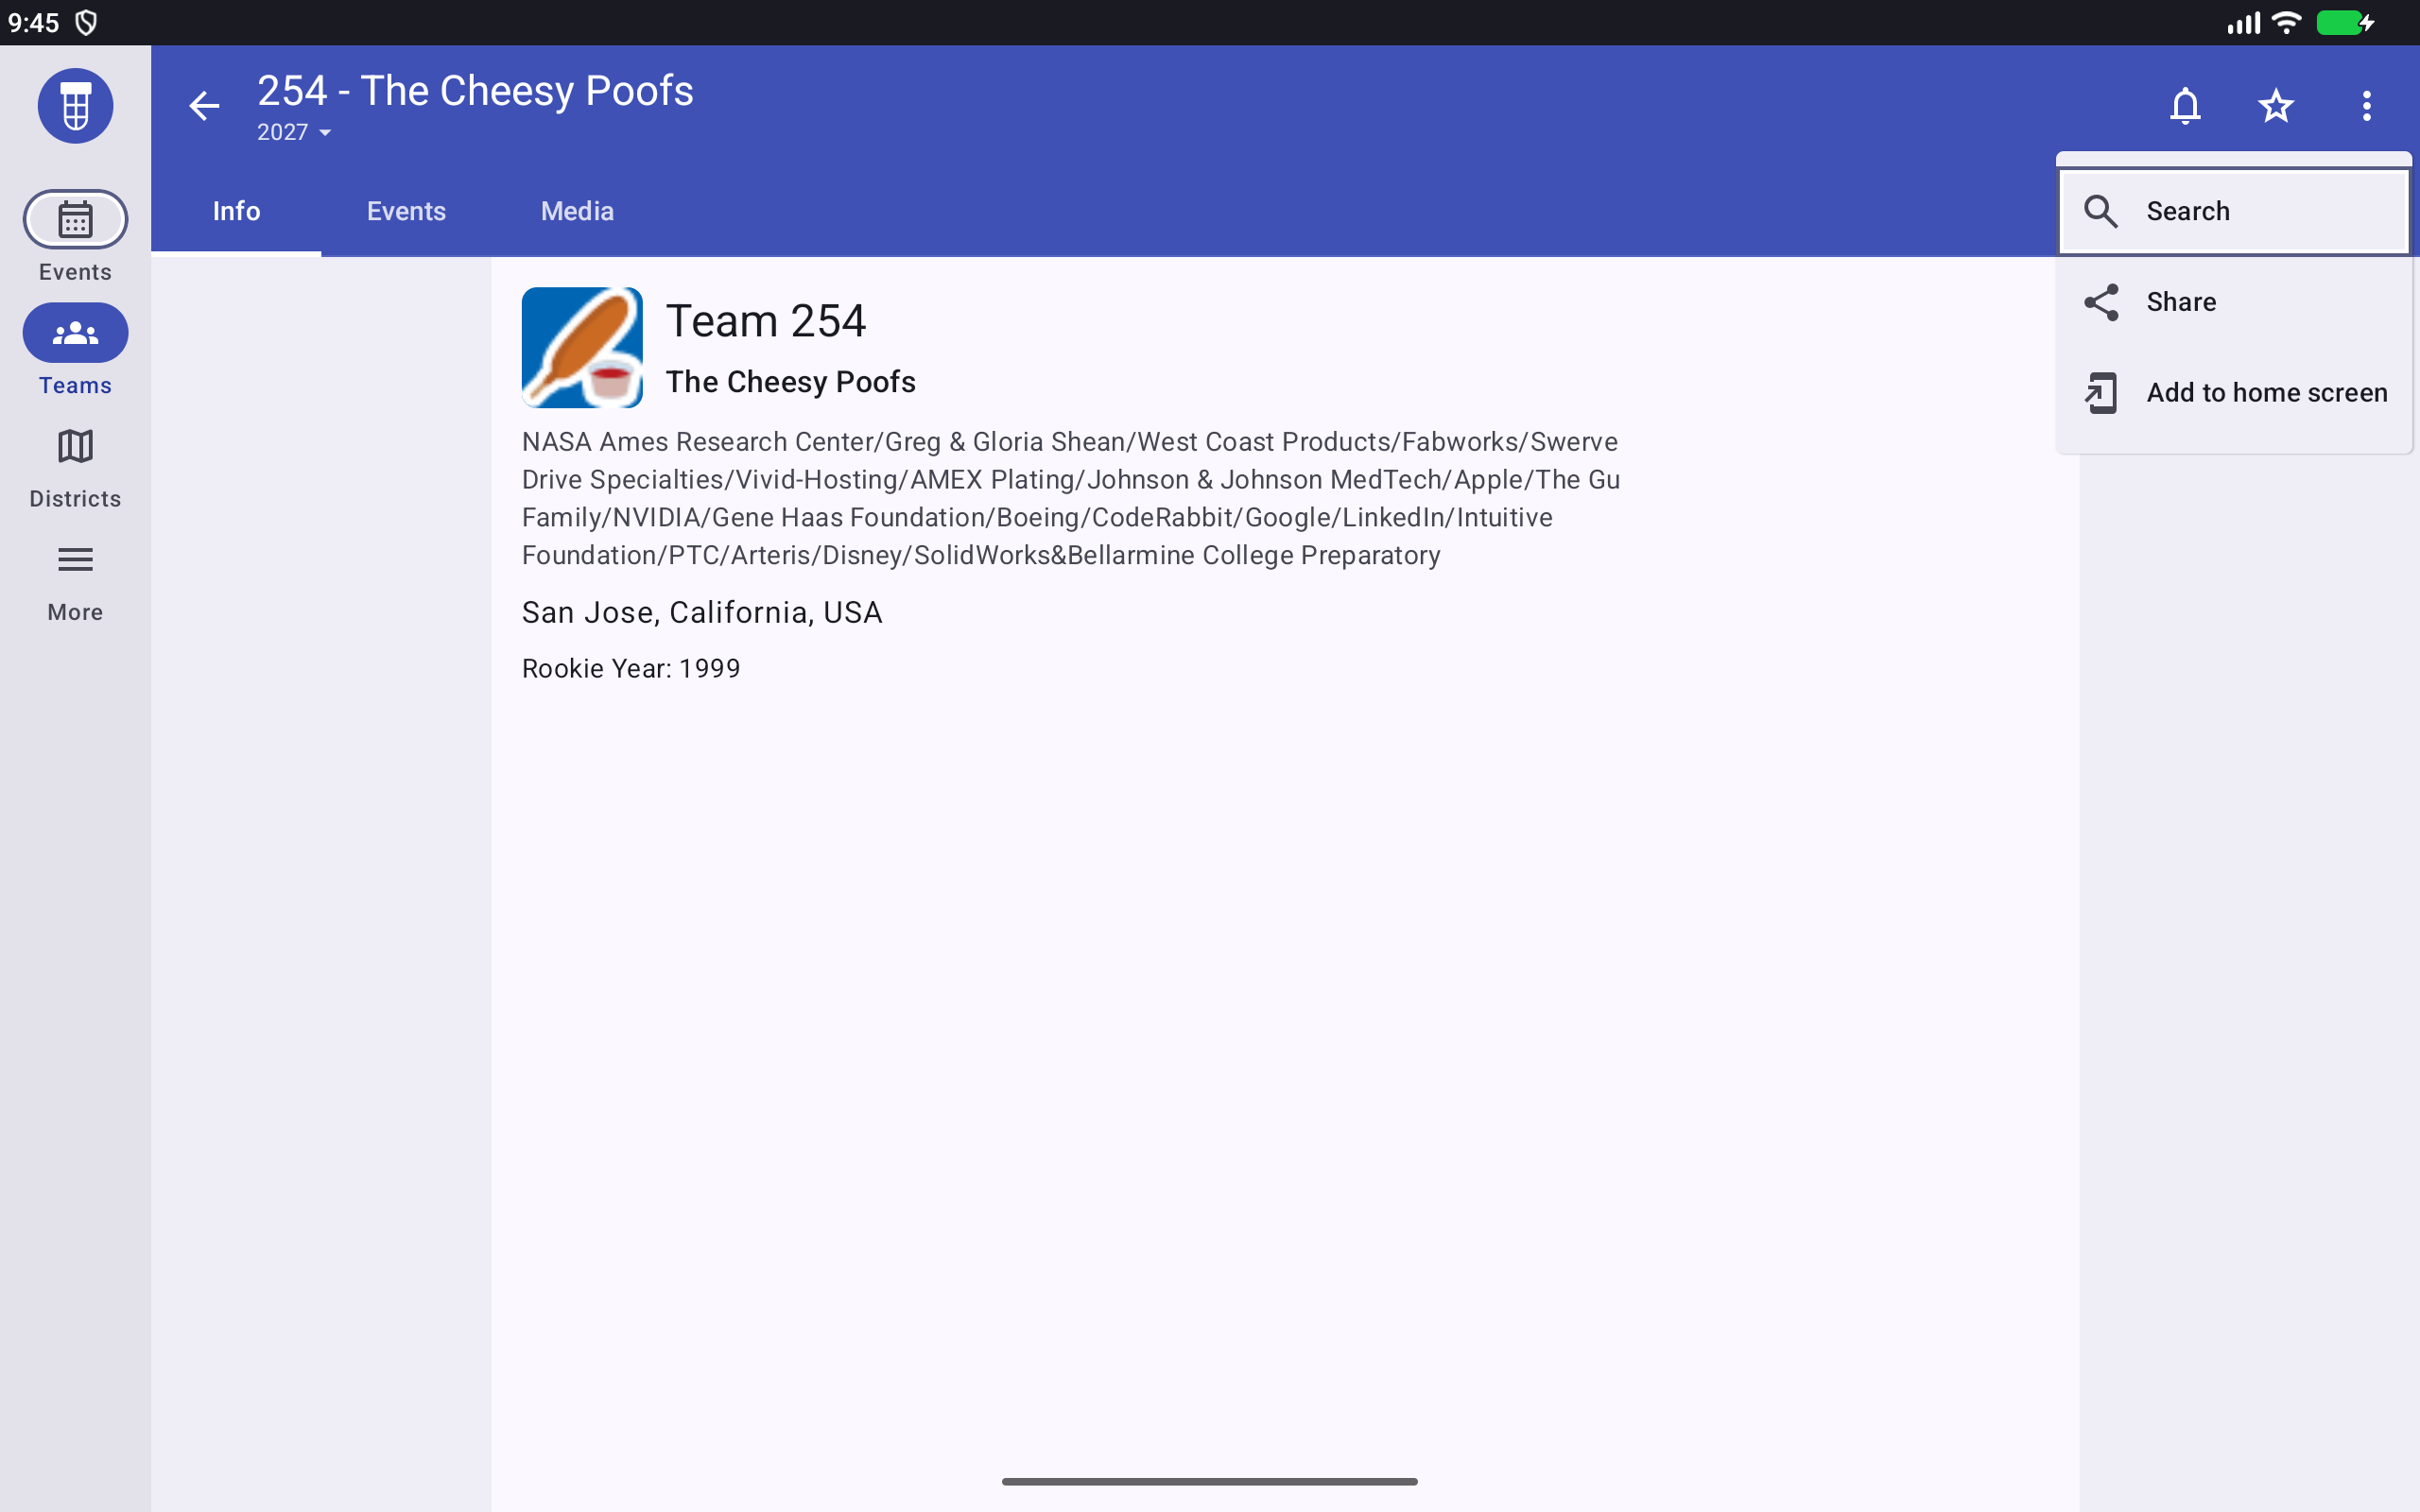 9:45
254 - The Cheesy Poofs
2027
Info
Events
Media
Search
Share
Add to home screen
Events
Teams
Districts
More
Team 254
The Cheesy Poofs
NASA Ames Research Center/Greg & Gloria Shean/West Coast Products/Fabworks/Swerve
Drive Specialties/Vivid-Hosting/AMEX Plating/Johnson & Johnson MedTech/Apple/The Gu
Family/NVIDIA/Gene Haas Foundation/Boeing/CodeRabbit/Google/LinkedIn/Intuitive
Foundation/PTC/Arteris/Disney/SolidWorks&Bellarmine College Preparatory
San Jose, California, USA
Rookie Year: 1999